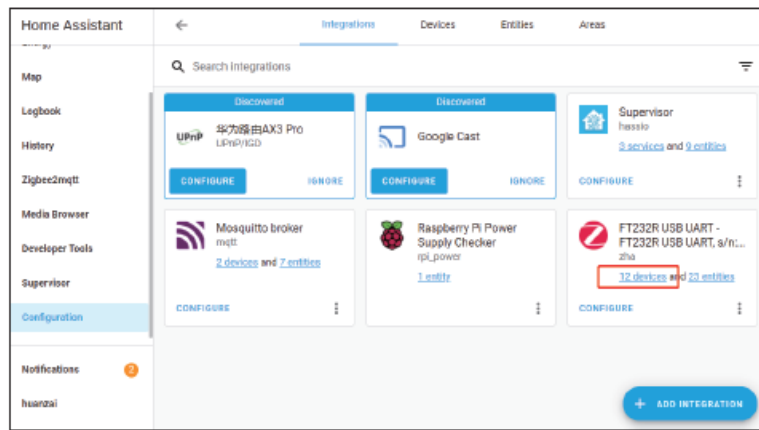 Home Assistant
Integrations
Devices
Entities
Areas
Energy
Map
Logbook
History
Zigbee2mqtt
Media Browser
Developer Tools
Supervisor
Configuration
Notifications
2
huanzai
Search integrations
Discovered
UPnP
华为路由AX3 Pro
UPnP/IGD
CONFIGURE
IGNORE
Discovered
Google Cast
CONFIGURE
IGNORE
Supervisor
hassio
3 services and 9 entities
CONFIGURE
Mosquitto broker
mqtt
2 devices and 7 entities
CONFIGURE
Raspberry Pi Power
Supply Checker
rpi_power
1 entity
FT232R USB UART -
FT232R USB UART, s/n:...
zha
12 devices and 23 entities
CONFIGURE
+ ADD INTEGRATION